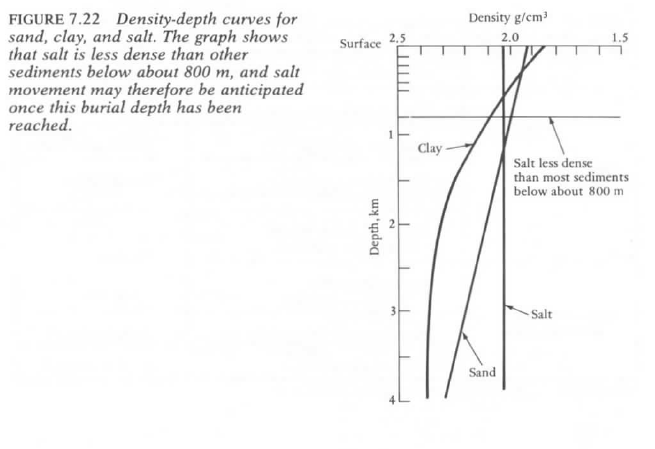 FIGURE 7.22 Density-depth curves for
sand, clay, and salt. The graph shows
that salt is less dense than other
sediments below about 800 m, and salt
movement may therefore be anticipated
once this burial depth has been
reached.
Density g/cm³
Surface 2,5 2.0 1.5
1
Clay
Salt less dense
than most sediments
below about 800 m
Depth, km
2
3
Salt
Sand
4